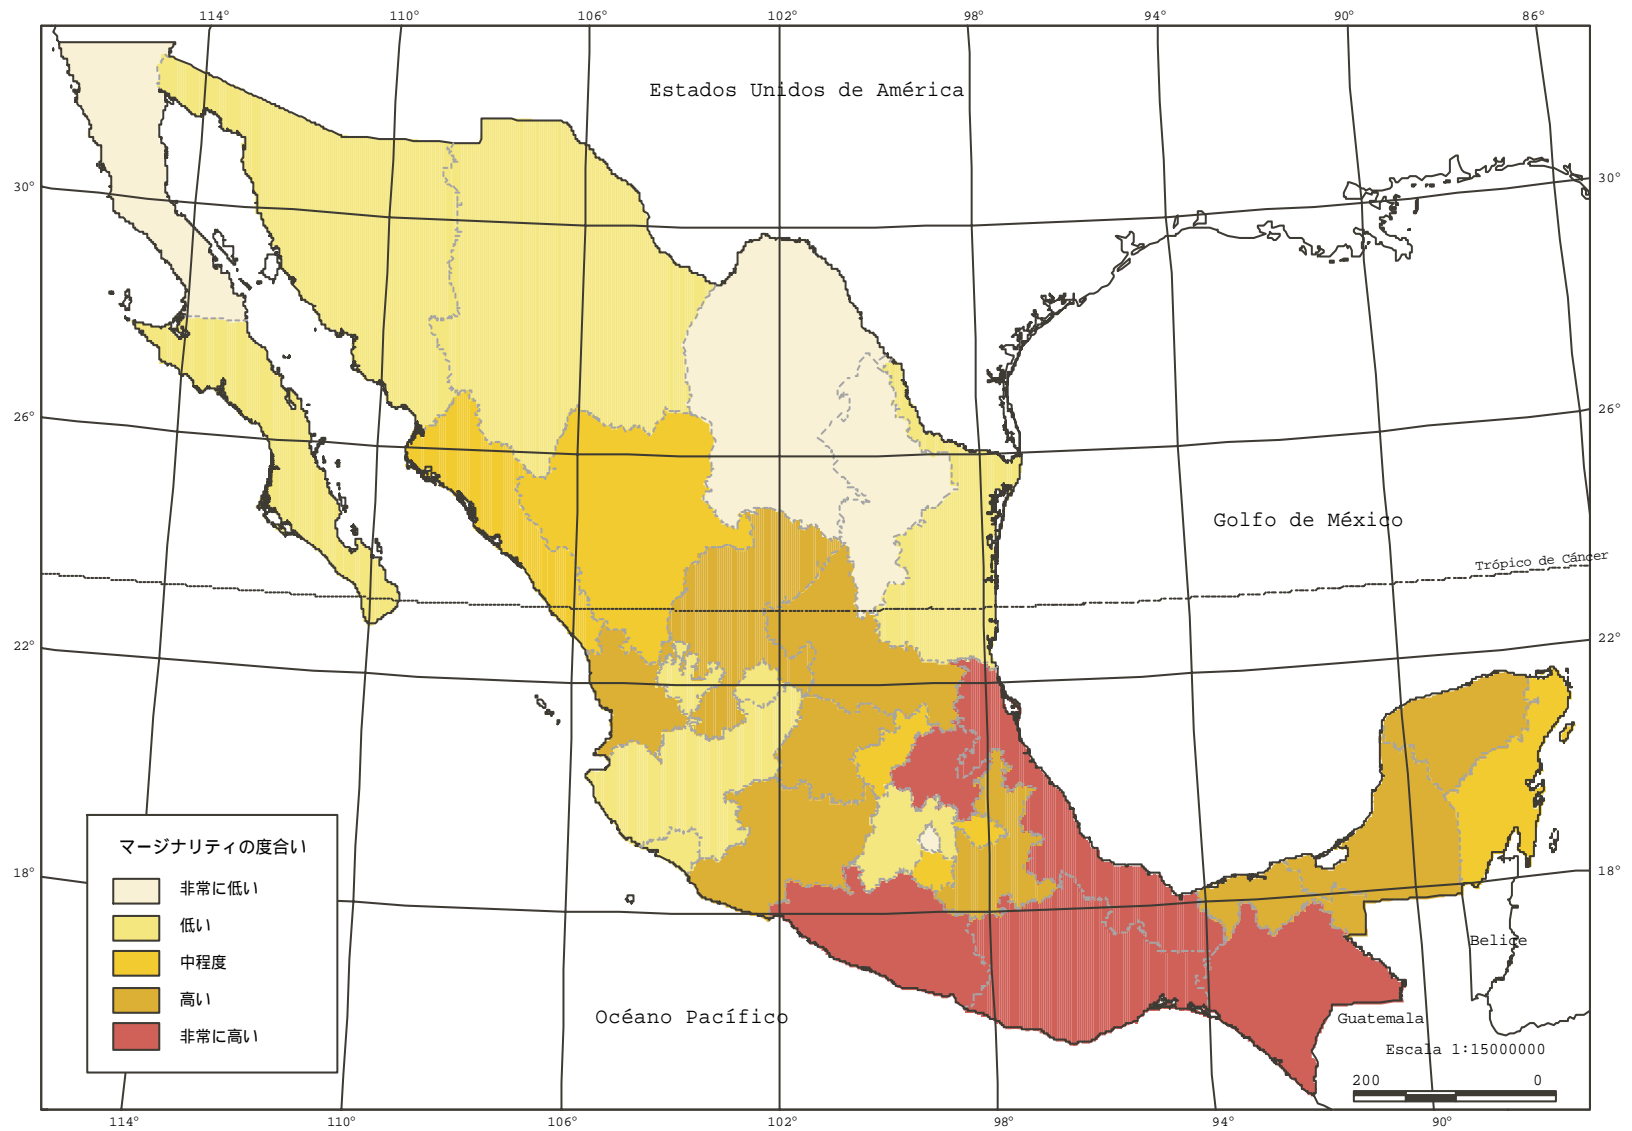 114° 110° 106° 102° 98° 94° 90° 86°
Estados Unidos de América
30° 30°
26° 26°
Golfo de México
Trópico de Cáncer
22° 22°
マージナリティの度合い
18° 18°
非常に低い
低い
中程度
高い
非常に高い
Belice
Océano Pacífico
Guatemala
Escala 1:15000000
200 0
114° 110° 106° 102° 98° 94° 90°